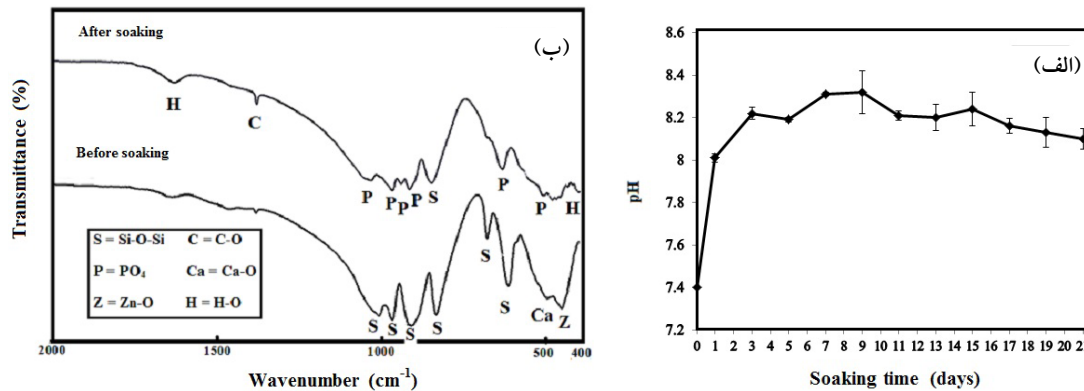 After soaking
(ب)
H
C
Before soaking
P P P P S P P H
S = Si-O-Si C = C-O
P = PO₄ Ca = Ca-O
Z = Zn-O H = H-O
S S S S S S Ca Z
Transmittance (%)
2000 1500 1000 500 400
Wavenumber (cm⁻¹)
(الف)
8.6
8.4
8.2
8
7.8
7.6
7.4
7.2
pH
0 1 2 3 4 5 6 7 8 9 10 11 12 13 14 15 16 17 18 19 20
Soaking time (days)